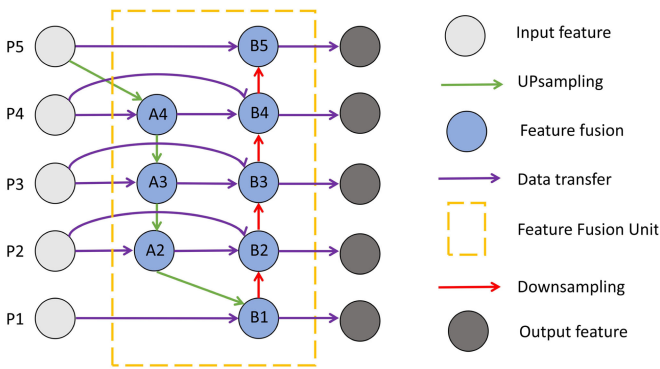 P5
B5
P4
A4
B4
P3
A3
B3
P2
A2
B2
P1
B1
Input feature
UPsampling
Feature fusion
Data transfer
Feature Fusion Unit
Downsampling
Output feature